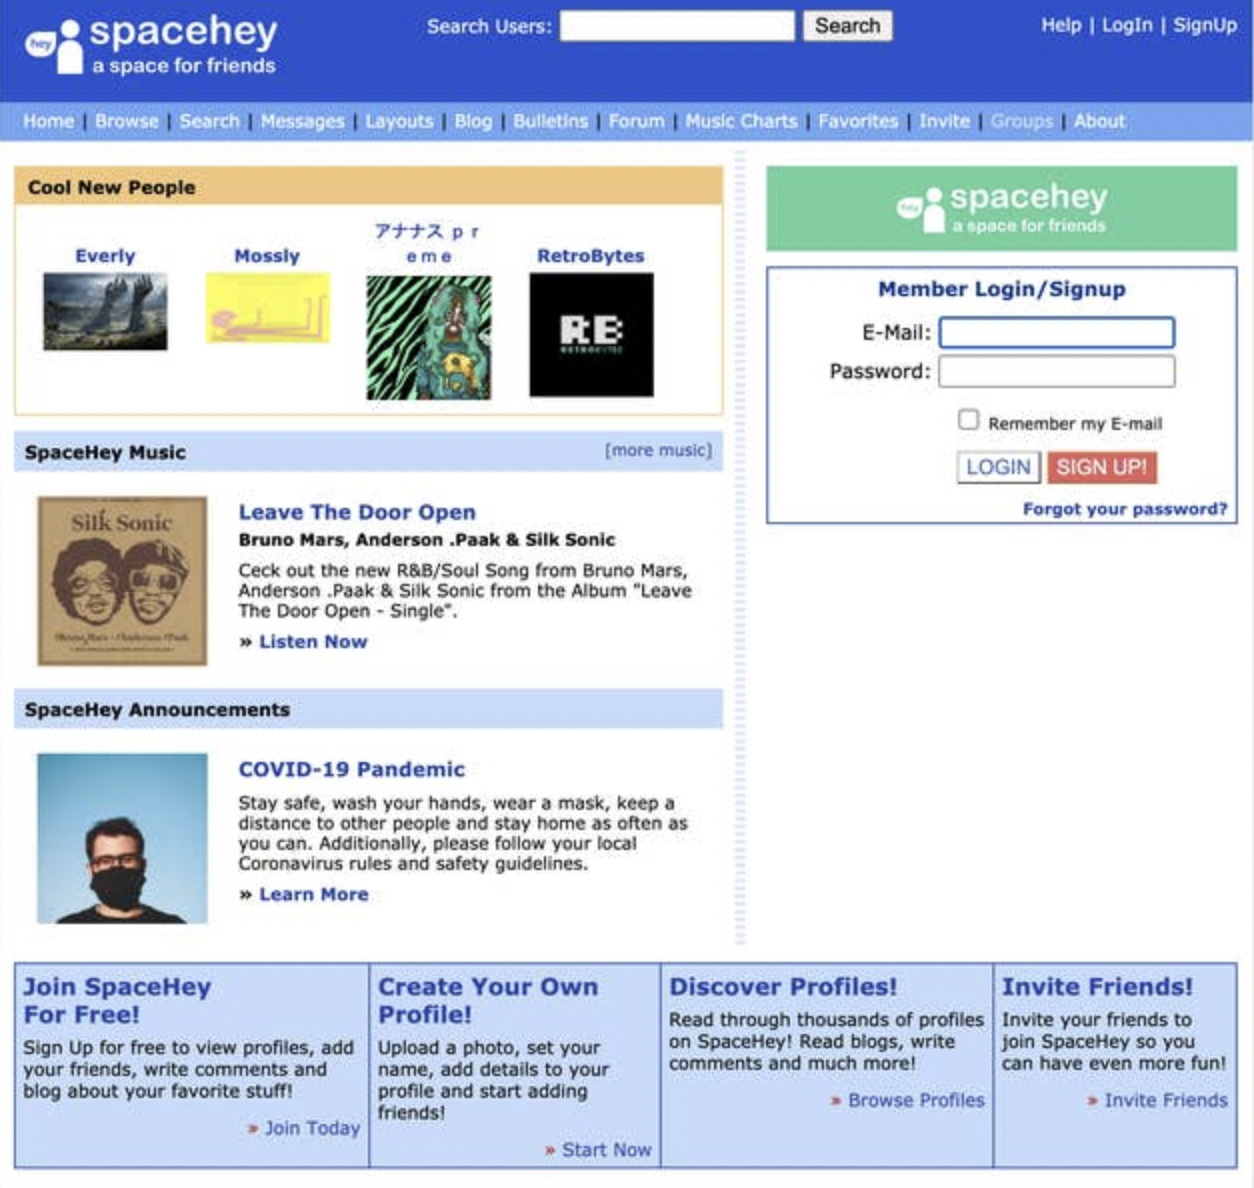 hey
spacehey
a space for friends
Search Users:
Search
Help | LogIn | SignUp
Home | Browse | Search | Messages | Layouts | Blog | Bulletins | Forum | Music Charts | Favorites | Invite | Groups | About
Cool New People
Everly
Mossly
アナナス ｐｒ
ｅｍｅ
RetroBytes
RB
RETROBYTES
SpaceHey Music
[more music]
Silk Sonic
Leave The Door Open
Bruno Mars, Anderson .Paak & Silk Sonic
Ceck out the new R&B/Soul Song from Bruno Mars,
Anderson .Paak & Silk Sonic from the Album "Leave
The Door Open - Single".
» Listen Now
SpaceHey Announcements
COVID-19 Pandemic
Stay safe, wash your hands, wear a mask, keep a
distance to other people and stay home as often as
you can. Additionally, please follow your local
Coronavirus rules and safety guidelines.
» Learn More
hey
spacehey
a space for friends
Member Login/Signup
E-Mail:
Password:
Remember my E-mail
LOGIN
SIGN UP!
Forgot your password?
Join SpaceHey
For Free!
Sign Up for free to view profiles, add
your friends, write comments and
blog about your favorite stuff!
» Join Today
Create Your Own
Profile!
Upload a photo, set your
name, add details to your
profile and start adding
friends!
» Start Now
Discover Profiles!
Read through thousands of profiles
on SpaceHey! Read blogs, write
comments and much more!
» Browse Profiles
Invite Friends!
Invite your friends to
join SpaceHey so you
can have even more fun!
» Invite Friends